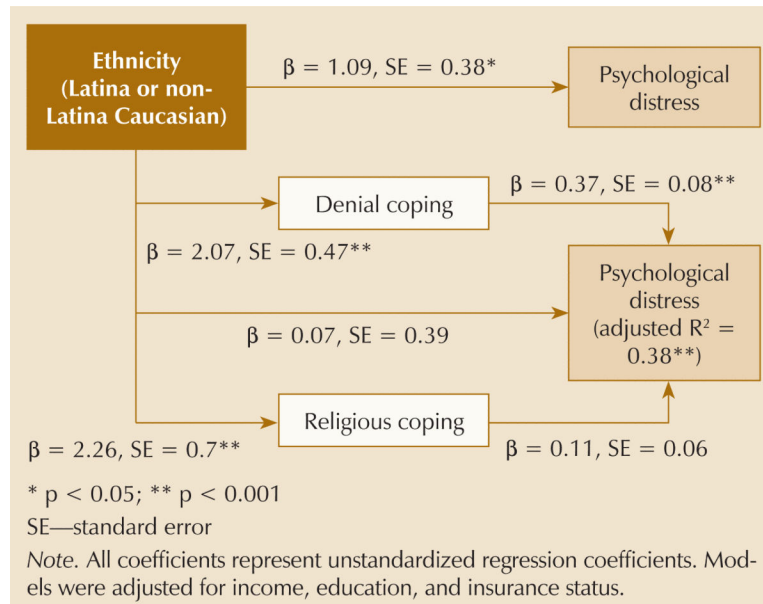 Ethnicity
(Latina or non-
Latina Caucasian)
β = 1.09, SE = 0.38*
Psychological
distress
Denial coping
β = 0.37, SE = 0.08**
β = 2.07, SE = 0.47**
Psychological
distress
(adjusted R² =
0.38**)
β = 0.07, SE = 0.39
Religious coping
β = 2.26, SE = 0.7**
β = 0.11, SE = 0.06
* p < 0.05; ** p < 0.001
SE—standard error
Note. All coefficients represent unstandardized regression coefficients. Mod-
els were adjusted for income, education, and insurance status.